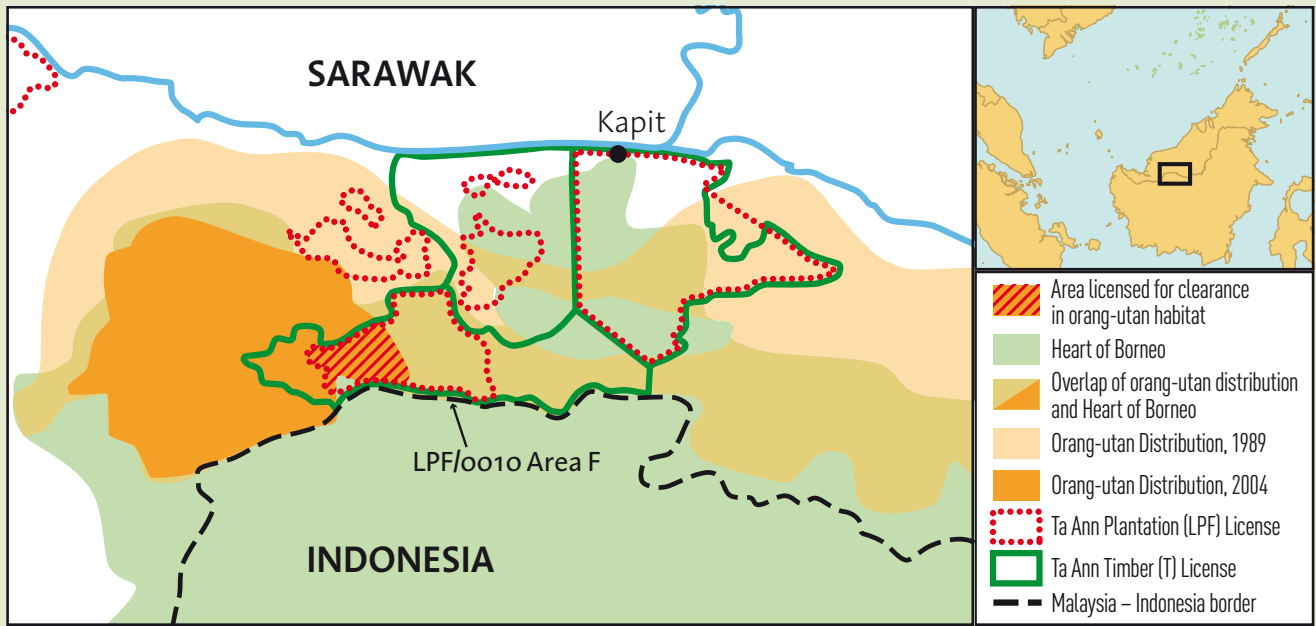 SARAWAK
Kapit
LPF/0010 Area F
INDONESIA
Area licensed for clearance
in orang-utan habitat
Heart of Borneo
Overlap of orang-utan distribution
and Heart of Borneo
Orang-utan Distribution, 1989
Orang-utan Distribution, 2004
Ta Ann Plantation (LPF) License
Ta Ann Timber (T) License
Malaysia – Indonesia border